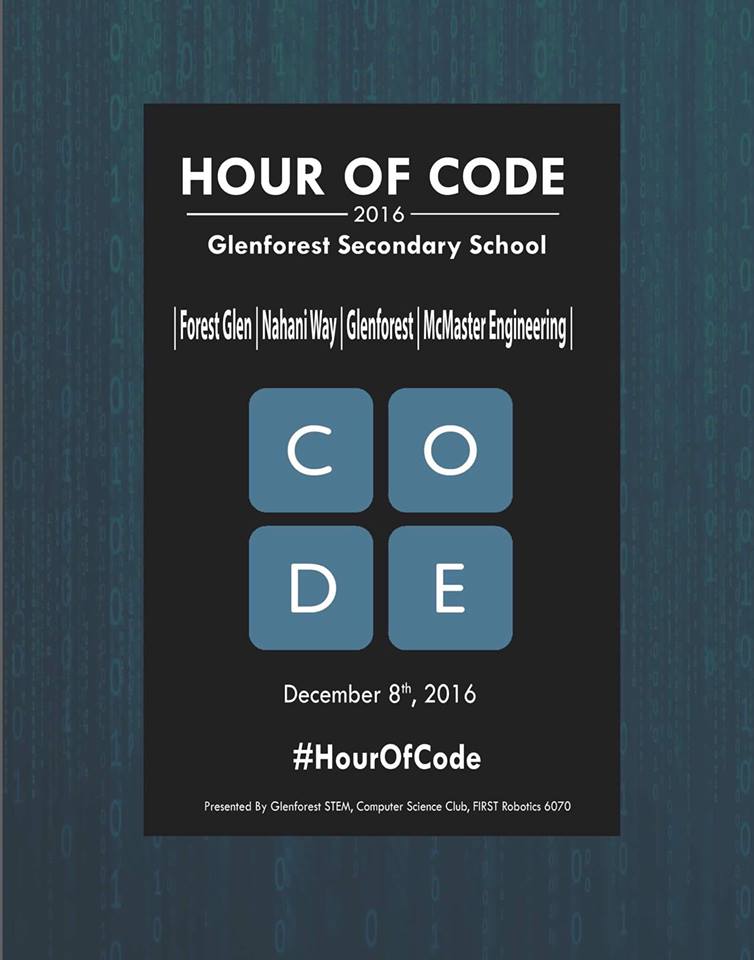 HOUR OF CODE
2016
Glenforest Secondary School
|Forest Glen|Nahani Way|Glenforest|McMaster Engineering|
C O
D E
December 8th, 2016
#HourOfCode
Presented By Glenforest STEM, Computer Science Club, FIRST Robotics 6070